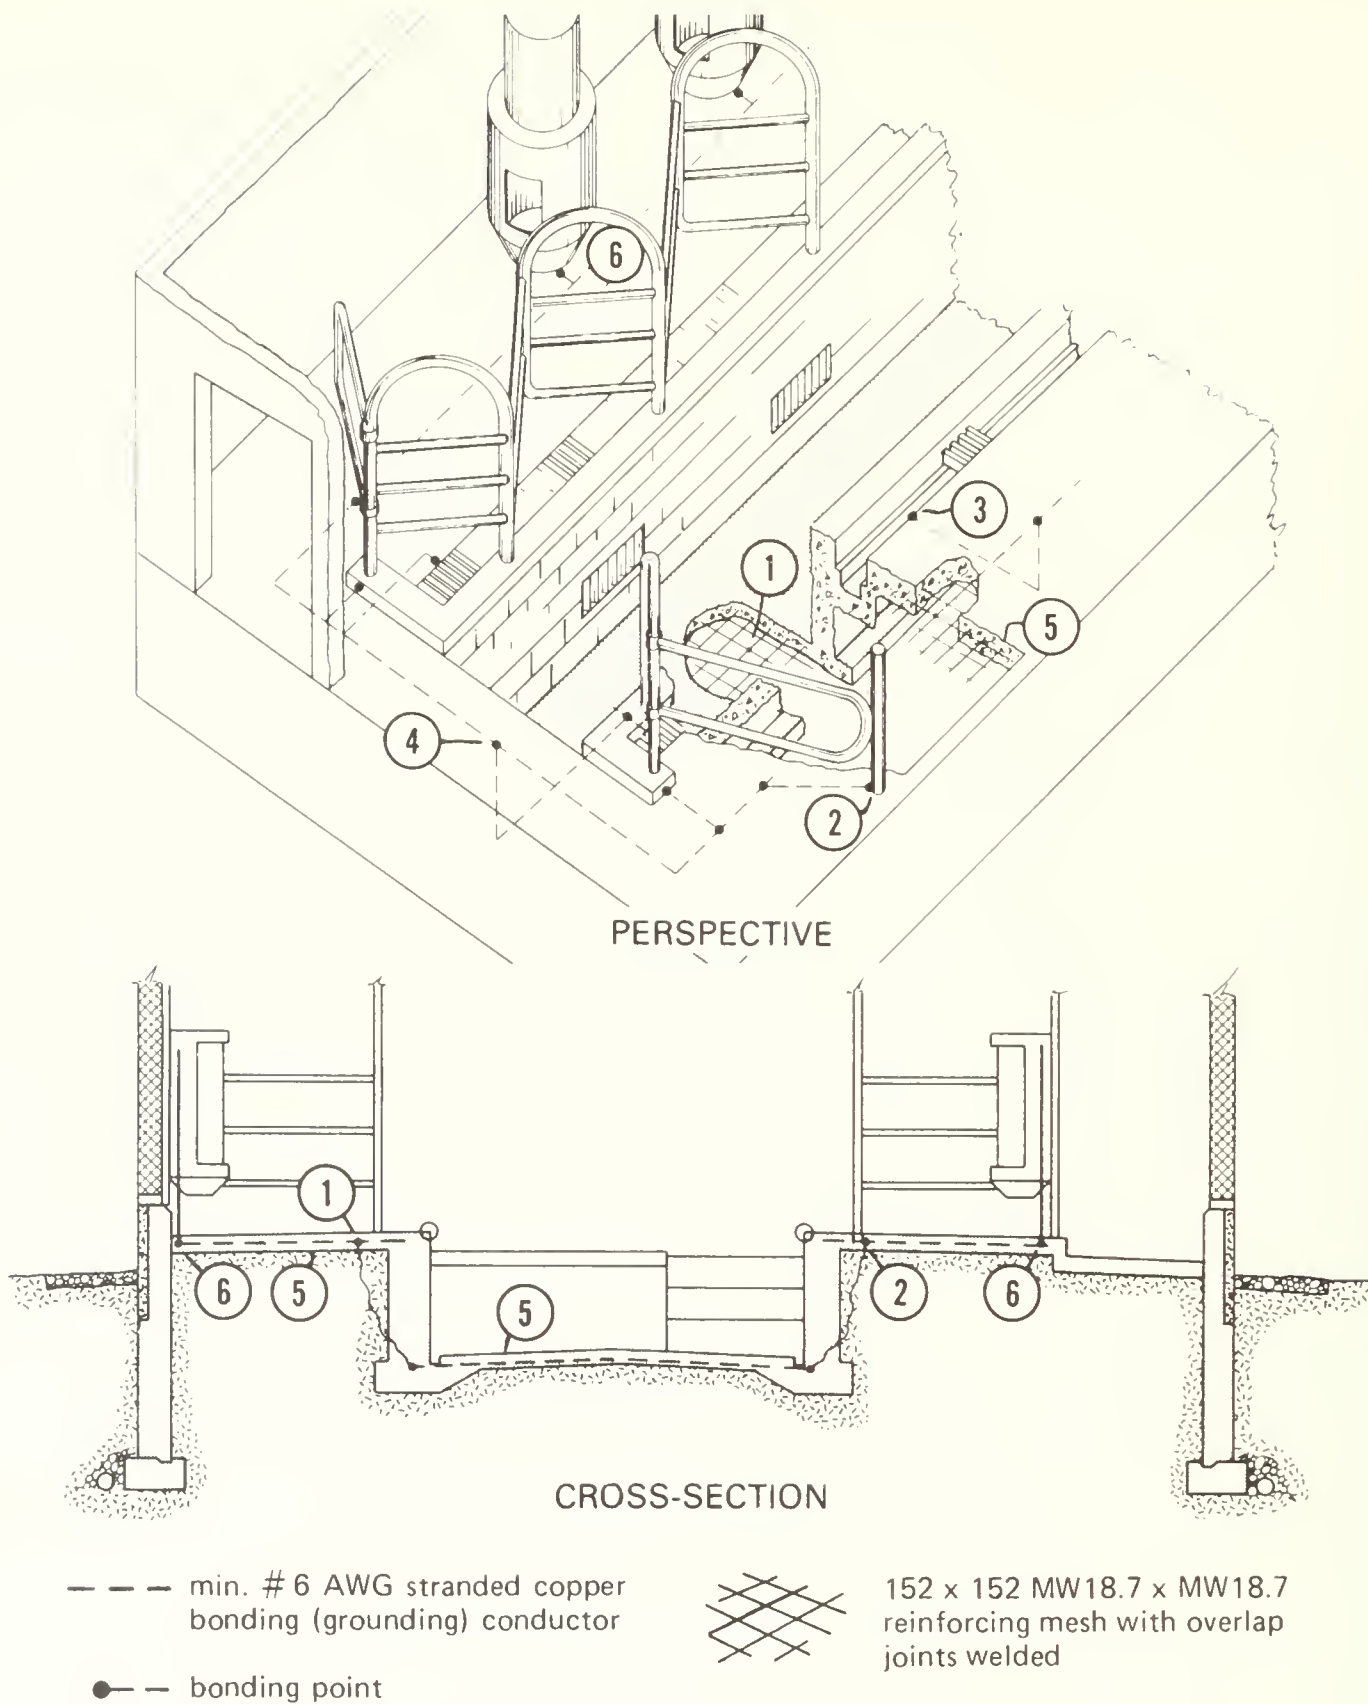 6
3
1
5
4
2
PERSPECTIVE
1
6
5
5
2
6
CROSS-SECTION
min. # 6 AWG stranded copper
bonding (grounding) conductor
bonding point
152 x 152 MW18.7 x MW18.7
reinforcing mesh with overlap
joints welded